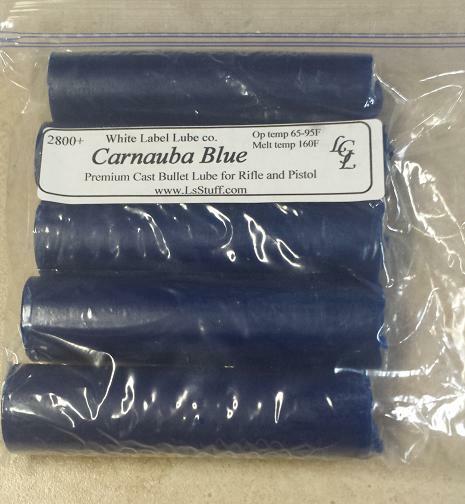 2800+ White Label Lube co. Op temp 65-95F
Carnauba Blue Melt temp 160F
Premium Cast Bullet Lube for Rifle and Pistol
www.LsStuff.com